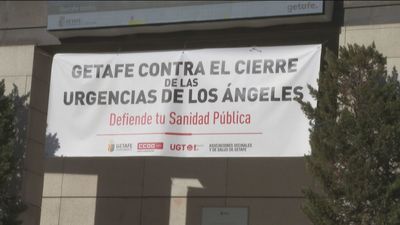 GETAFE
getafe.
GETAFE CONTRA EL CIERRE
DE LAS
URGENCIAS DE LOS ÁNGELES
Defiende tu Sanidad Pública
GETAFE
CCOO
UGT
ASOCIACIONES VECINALES
Y DE SALUD DE GETAFE